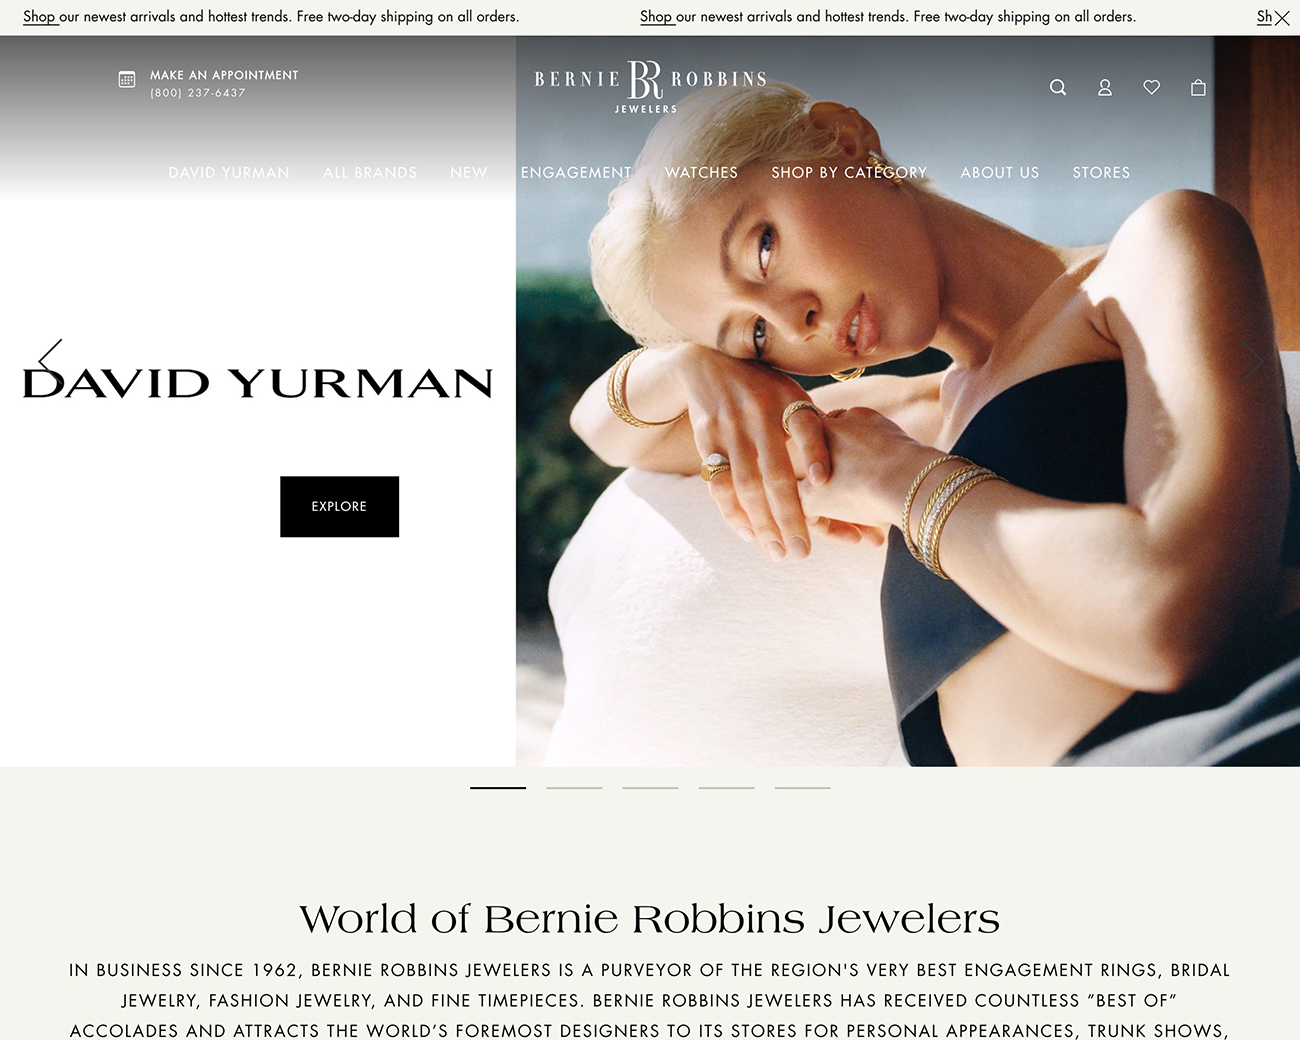 Shop our newest arrivals and hottest trends. Free two-day shipping on all orders. Shop our newest arrivals and hottest trends. Free two-day shipping on all orders. Sh
MAKE AN APPOINTMENT
(800) 237-6437
BERNIE BR ROBBINS
JEWELERS
DAVID YURMAN ALL BRANDS NEW ENGAGEMENT WATCHES SHOP BY CATEGORY ABOUT US STORES
DAVID YURMAN
EXPLORE
World of Bernie Robbins Jewelers
IN BUSINESS SINCE 1962, BERNIE ROBBINS JEWELERS IS A PURVEYOR OF THE REGION'S VERY BEST ENGAGEMENT RINGS, BRIDAL
JEWELRY, FASHION JEWELRY, AND FINE TIMEPIECES. BERNIE ROBBINS JEWELERS HAS RECEIVED COUNTLESS “BEST OF”
ACCOLADES AND ATTRACTS THE WORLD’S FOREMOST DESIGNERS TO ITS STORES FOR PERSONAL APPEARANCES, TRUNK SHOWS,